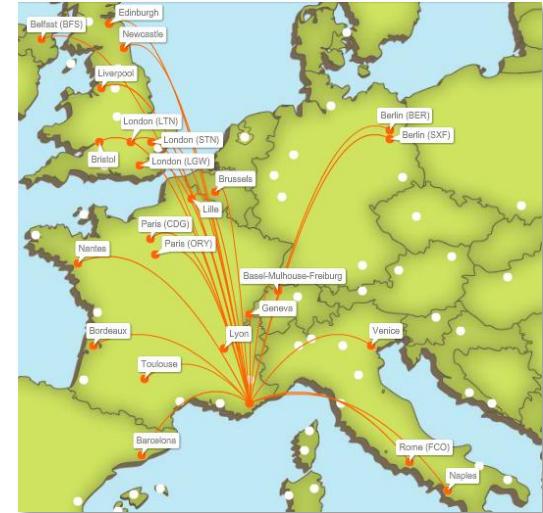 Edinburgh
Belfast (BFS)
Newcastle
Liverpool
Berlin (BER)
London (LTN)
Berlin (SXF)
London (STN)
Bristol
London (LGW)
Brussels
Lille
Paris (CDG)
Paris (ORY)
Nantes
Basel-Mulhouse-Freiburg
Geneva
Bordeaux
Lyon
Venice
Toulouse
Barcelona
Rome (FCO)
Naples